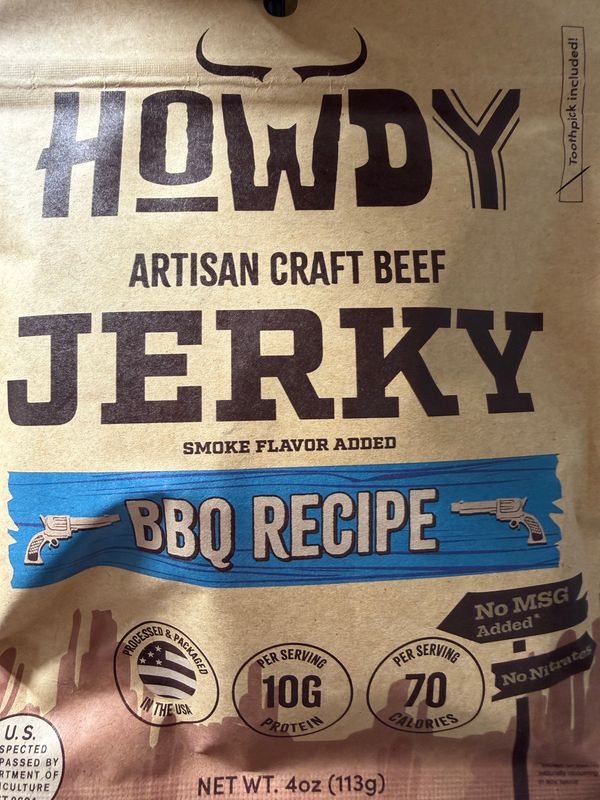 Toothpick included!
HOWDY
ARTISAN CRAFT BEEF
JERKY
SMOKE FLAVOR ADDED
BBQ RECIPE
No MSG
Added*
No Nitrates
PROCESSED & PACKAGED
IN THE USA
PER SERVING
10G
PROTEIN
PER SERVING
70
CALORIES
U.S.
SPECTED
PASSED BY
RTMENT OF
ICULTURE
NET WT. 4oz (113g)